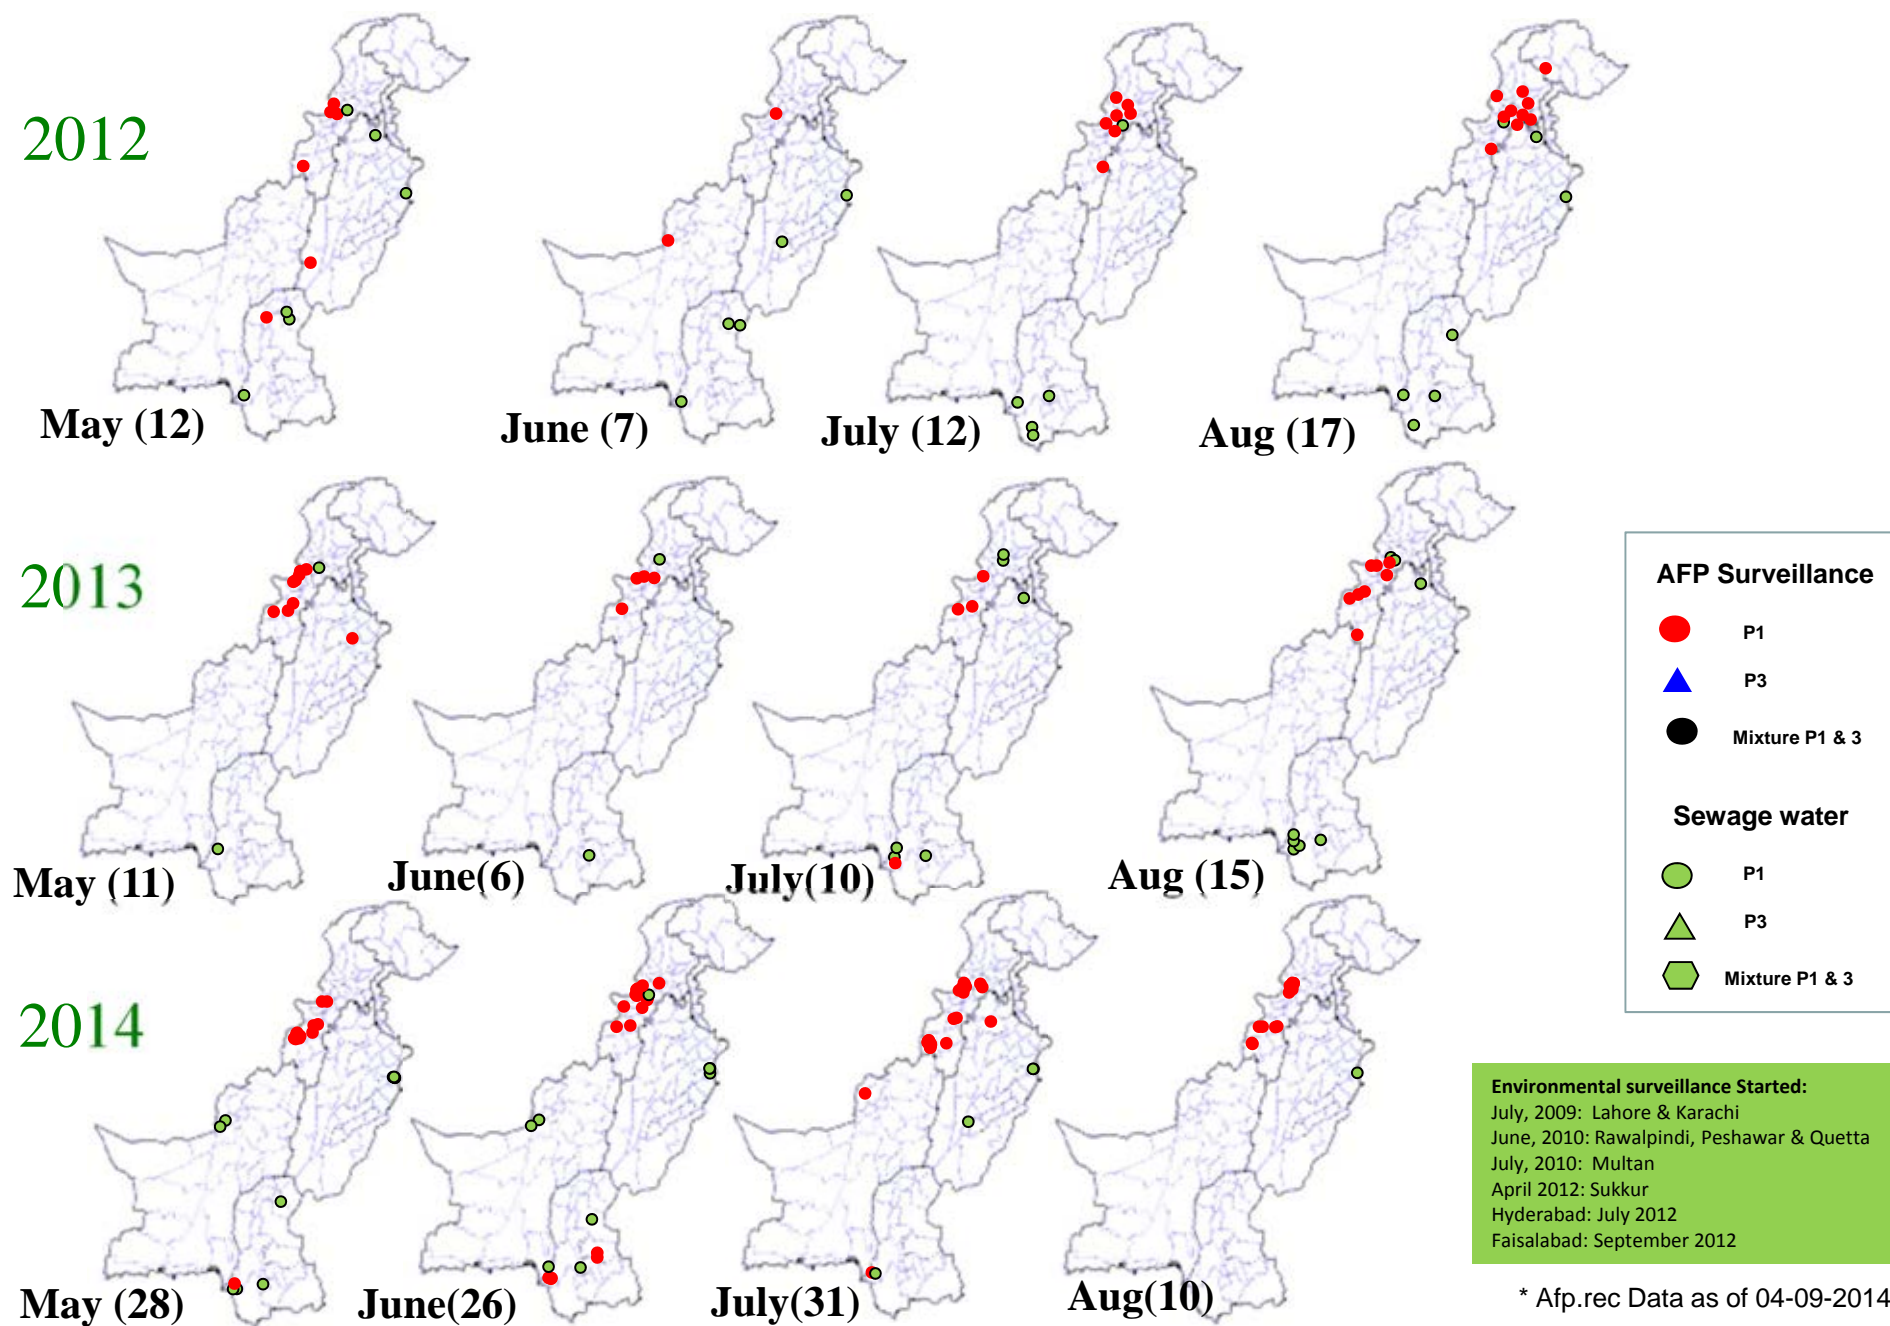 2012
May (12)
June (7)
July (12)
Aug (17)
2013
May (11)
June(6)
July(10)
Aug (15)
2014
May (28)
June(26)
July(31)
Aug(10)
AFP Surveillance
P1
P3
Mixture P1 & 3
Sewage water
P1
P3
Mixture P1 & 3
Environmental surveillance Started:
July, 2009: Lahore & Karachi
June, 2010: Rawalpindi, Peshawar & Quetta
July, 2010: Multan
April 2012: Sukkur
Hyderabad: July 2012
Faisalabad: September 2012
* Afp.rec Data as of 04-09-2014